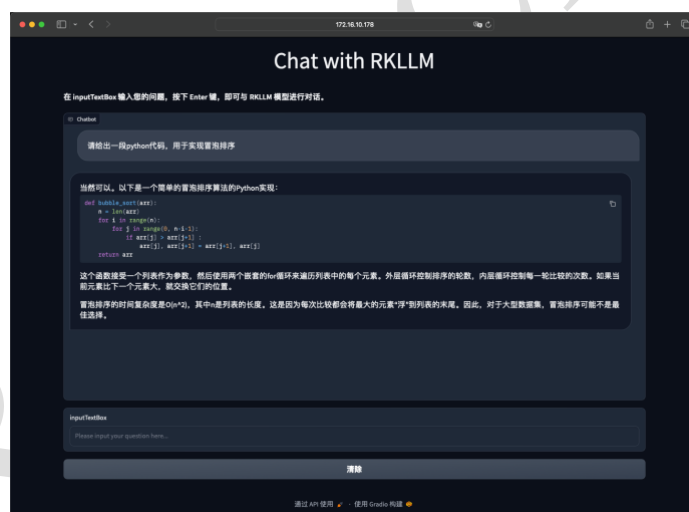 172.16.10.178
Chat with RKLLM
在 inputTextBox 输入您的问题，按下 Enter 键，即可与 RKLLM 模型进行对话。
Chatbot
请给出一段python代码，用于实现冒泡排序
当然可以。以下是一个简单的冒泡排序算法的Python实现：
def bubble_sort(arr):
    n = len(arr)
    for i in range(n):
        for j in range(0, n-i-1):
            if arr[j] > arr[j+1] :
                arr[j], arr[j+1] = arr[j+1], arr[j]
    return arr
这个函数接受一个列表作为参数，然后使用两个嵌套的for循环来遍历列表中的每个元素。外层循环控制排序的轮数，内层循环控制每一轮比较的次数。如果当
前元素比下一个元素大，就交换它们的位置。
冒泡排序的时间复杂度是O(n^2)，其中n是列表的长度。这是因为每次比较都会将最大的元素“浮”到列表的末尾。因此，对于大型数据集，冒泡排序可能不是最
佳选择。
inputTextBox
Please input your question here...
清除
通过 API 使用 · 使用 Gradio 构建